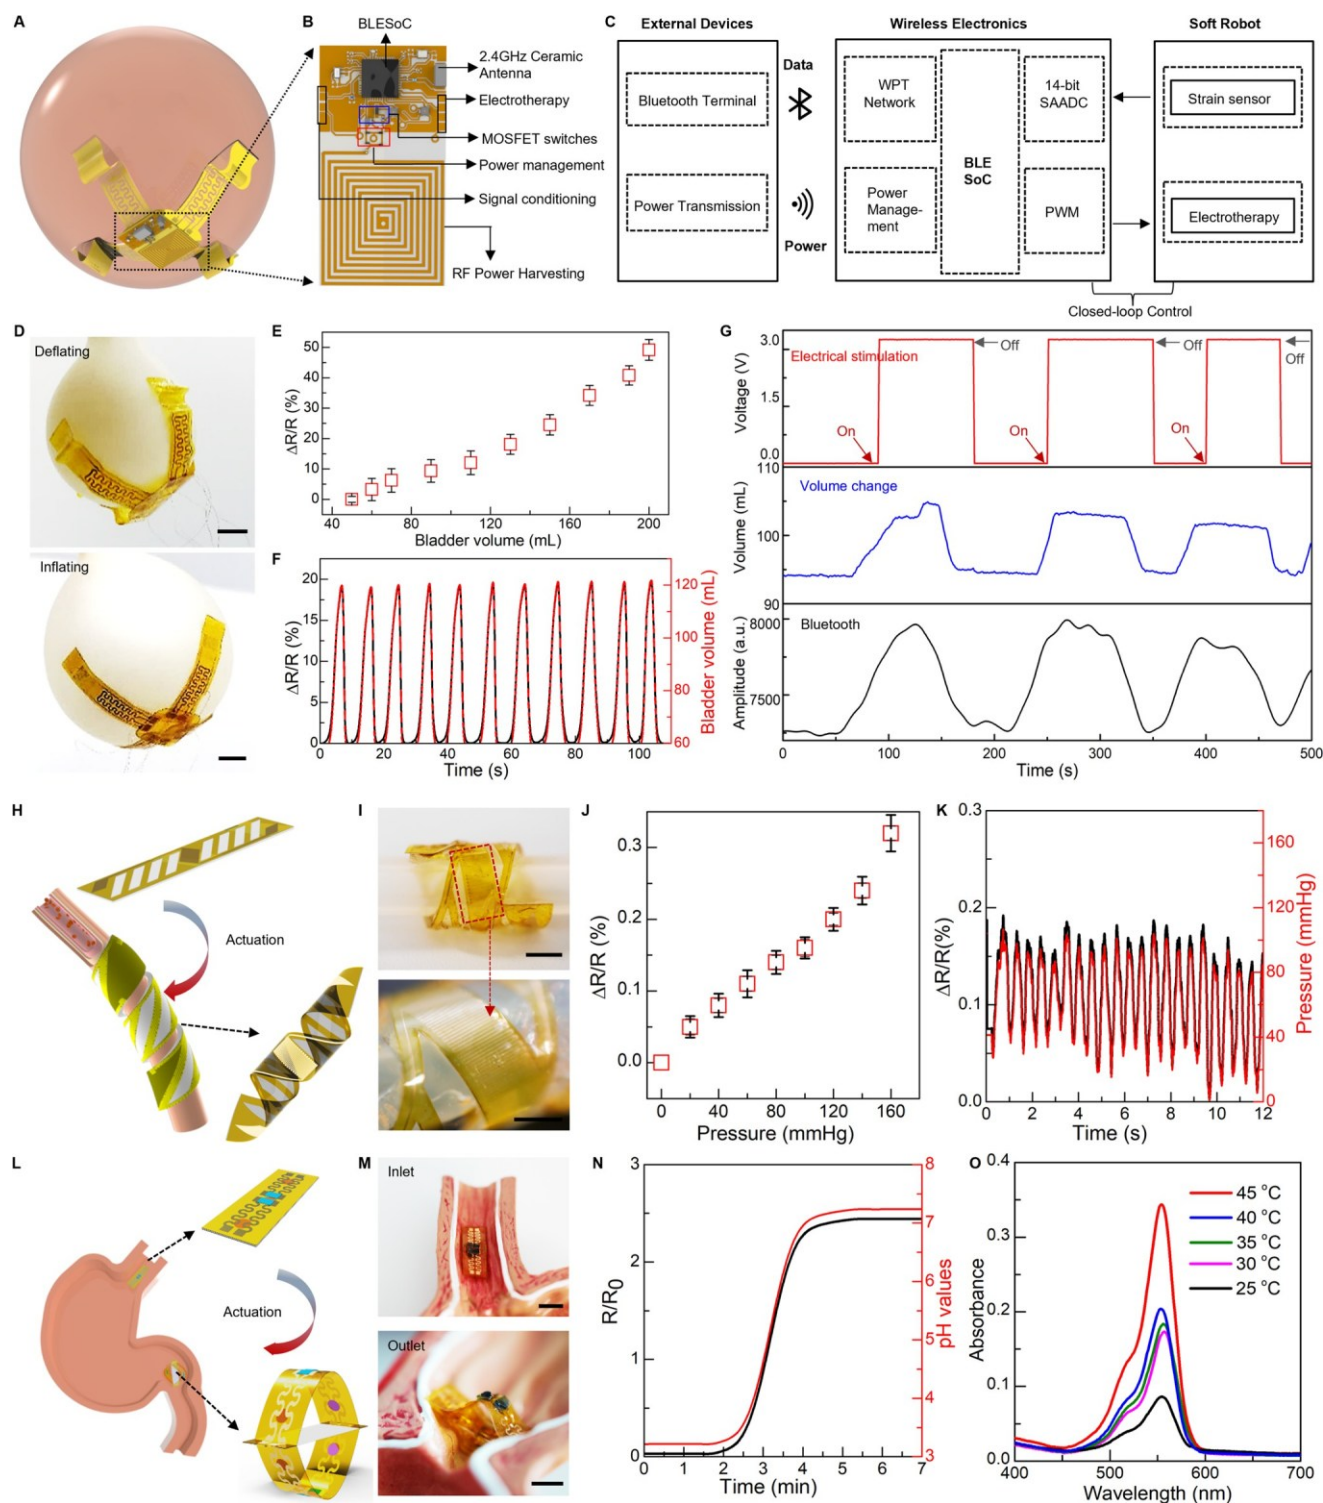 A
B
BLESoC
2.4GHz Ceramic
Antenna
Electrotherapy
MOSFET switches
Power management
Signal conditioning
RF Power Harvesting
C
External Devices
Wireless Electronics
Soft Robot
Data
Bluetooth Terminal
Power Transmission
Power
WPT
Network
Power
Manage-
ment
BLE
SoC
14-bit
SAADC
PWM
Strain sensor
Electrotherapy
Closed-loop Control
D
Deflating
Inflating
E
ΔR/R (%)
50
40
30
20
10
0
40
80
120
160
200
Bladder volume (mL)
F
ΔR/R (%)
20
15
10
5
0
0
20
40
60
80
100
Time (s)
120
100
80
60
Bladder volume (mL)
G
Voltage (V)
3.0
0.0
Electrical stimulation
On
Off
On
Off
On
Off
Volume (mL)
110
100
90
Volume change
Amplitude (a.u.)
8000
7500
Bluetooth
0
100
200
300
400
500
Time (s)
H
Actuation
I
J
ΔR/R (%)
0.3
0.2
0.1
0.0
0
40
80
120
160
Pressure (mmHg)
K
ΔR/R(%)
0.3
0.2
0.1
0.0
0
2
4
6
8
10
12
Time (s)
160
120
80
40
0
Pressure (mmHg)
L
Actuation
M
Inlet
Outlet
N
R/R0
3
2
1
0
0
1
2
3
4
5
6
7
Time (min)
8
7
6
5
4
3
pH values
O
Absorbance
0.4
0.3
0.2
0.1
0.0
45 °C
40 °C
35 °C
30 °C
25 °C
400
500
600
700
Wavelength (nm)